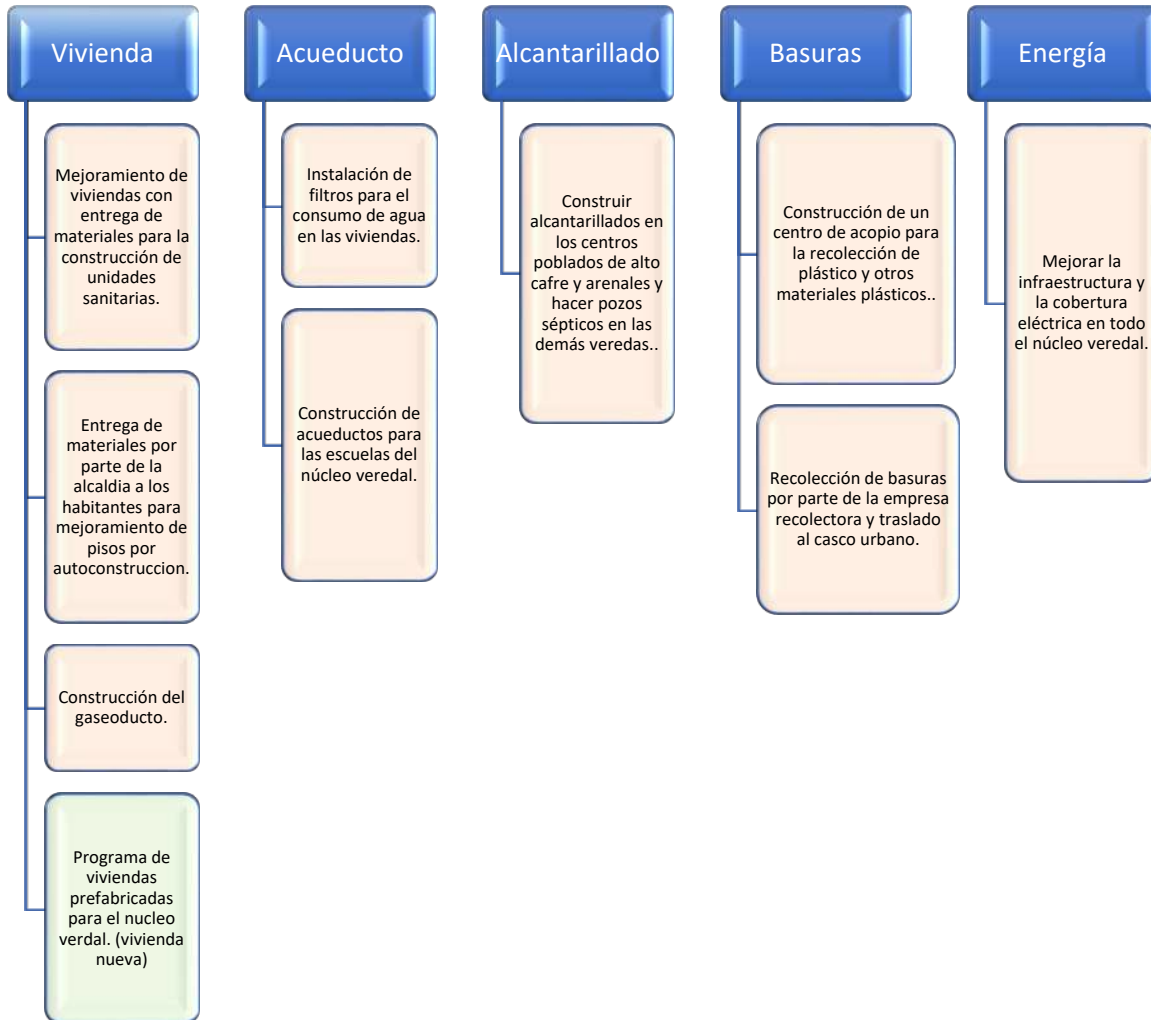 Vivienda
Mejoramiento de
viviendas con
entrega de
materiales para la
construcción de
unidades
sanitarias.
Entrega de
materiales por
parte de la
alcaldia a los
habitantes para
mejoramiento de
pisos por
autoconstruccion.
Construcción del
gaseoducto.
Programa de
viviendas
prefabricadas
para el nucleo
verdal. (vivienda
nueva)
Acueducto
Instalación de
filtros para el
consumo de agua
en las viviendas.
Construcción de
acueductos para
las escuelas del
núcleo veredal.
Alcantarillado
Construir
alcantarillados en
los centros
poblados de alto
cafre y arenales y
hacer pozos
sépticos en las
demás veredas..
Basuras
Construcción de un
centro de acopio para
la recolección de
plástico y otros
materiales plásticos..
Recolección de basuras
por parte de la empresa
recolectora y traslado
al casco urbano.
Energía
Mejorar la
infraestructura y
la cobertura
eléctrica en todo
el núcleo veredal.